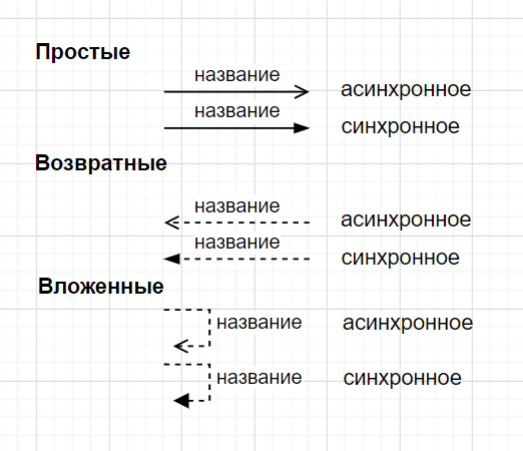 Простые
название
асинхронное
название
синхронное
Возвратные
название
асинхронное
название
синхронное
Вложенные
название
асинхронное
название
синхронное